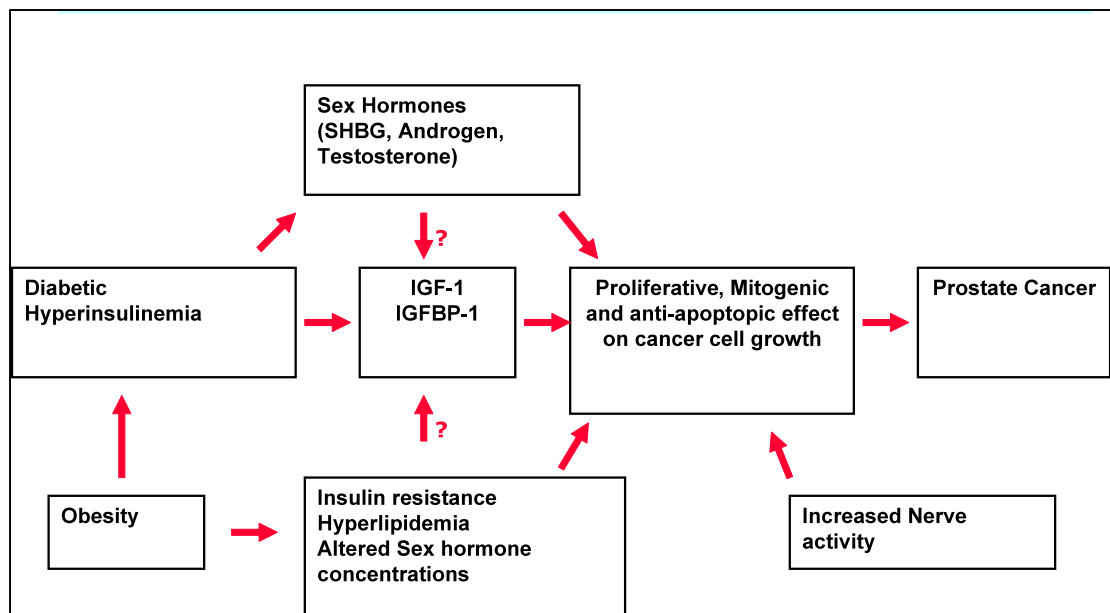 Sex Hormones
(SHBG, Androgen,
Testosterone)
?
Diabetic
Hyperinsulinemia
IGF-1
IGFBP-1
Proliferative, Mitogenic
and anti-apoptopic effect
on cancer cell growth
Prostate Cancer
?
Obesity
Insulin resistance
Hyperlipidemia
Altered Sex hormone
concentrations
Increased Nerve
activity